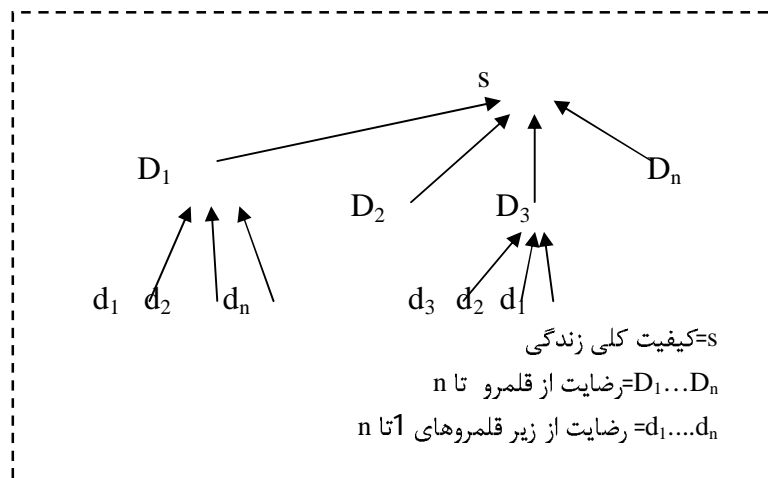 s
D₁ Dₙ
D₂ D₃
d₁ d₂ dₙ d₃ d₂ d₁
s=کیفیت کلی زندگی
D₁…Dₙ=رضایت از قلمرو تا n
d₁....dₙ= رضایت از زیر قلمروهای 1تا n